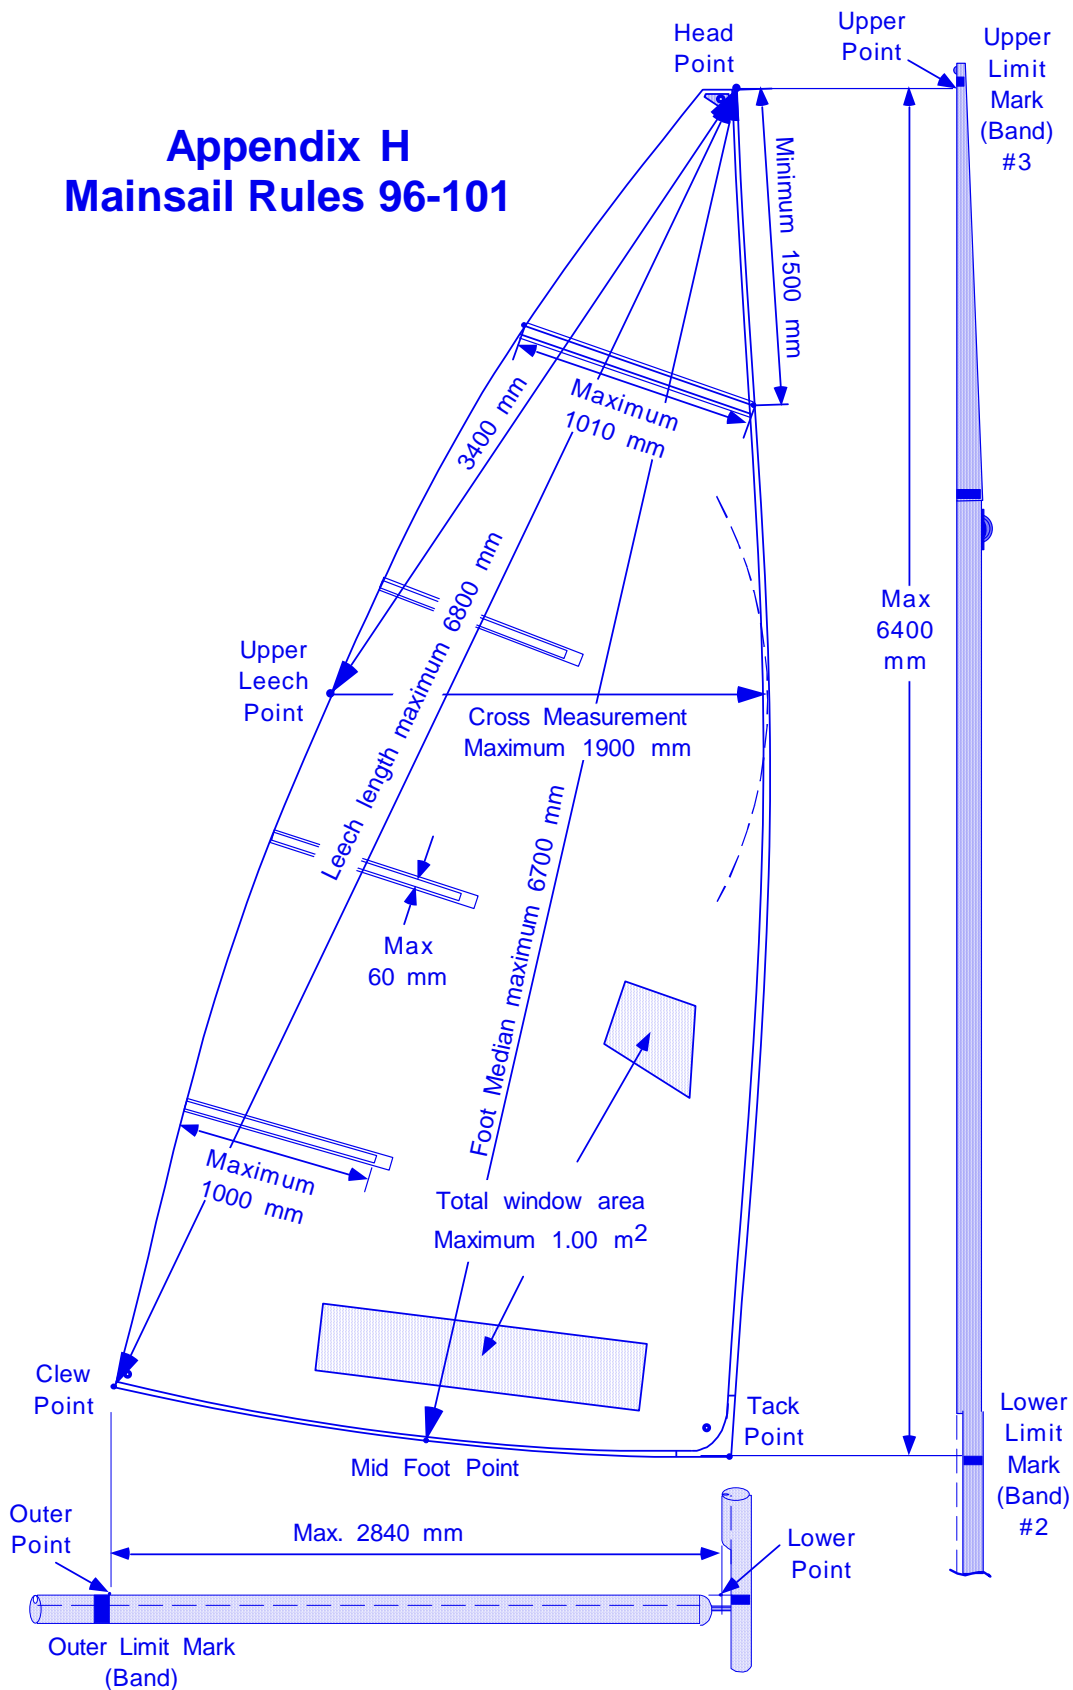 Appendix H
Mainsail Rules 96-101
Head
Point
Upper
Point
Upper
Limit
Mark
(Band)
#3
Minimum 1500 mm
Maximum
1010 mm
3400 mm
Leech length maximum 6800 mm
Max
6400
mm
Upper
Leech
Point
Cross Measurement
Maximum 1900 mm
Foot Median maximum 6700 mm
Max
60 mm
Maximum
1000 mm
Total window area
Maximum 1.00 m2
Clew
Point
Tack
Point
Lower
Limit
Mark
(Band)
#2
Mid Foot Point
Outer
Point
Max. 2840 mm
Lower
Point
Outer Limit Mark
(Band)